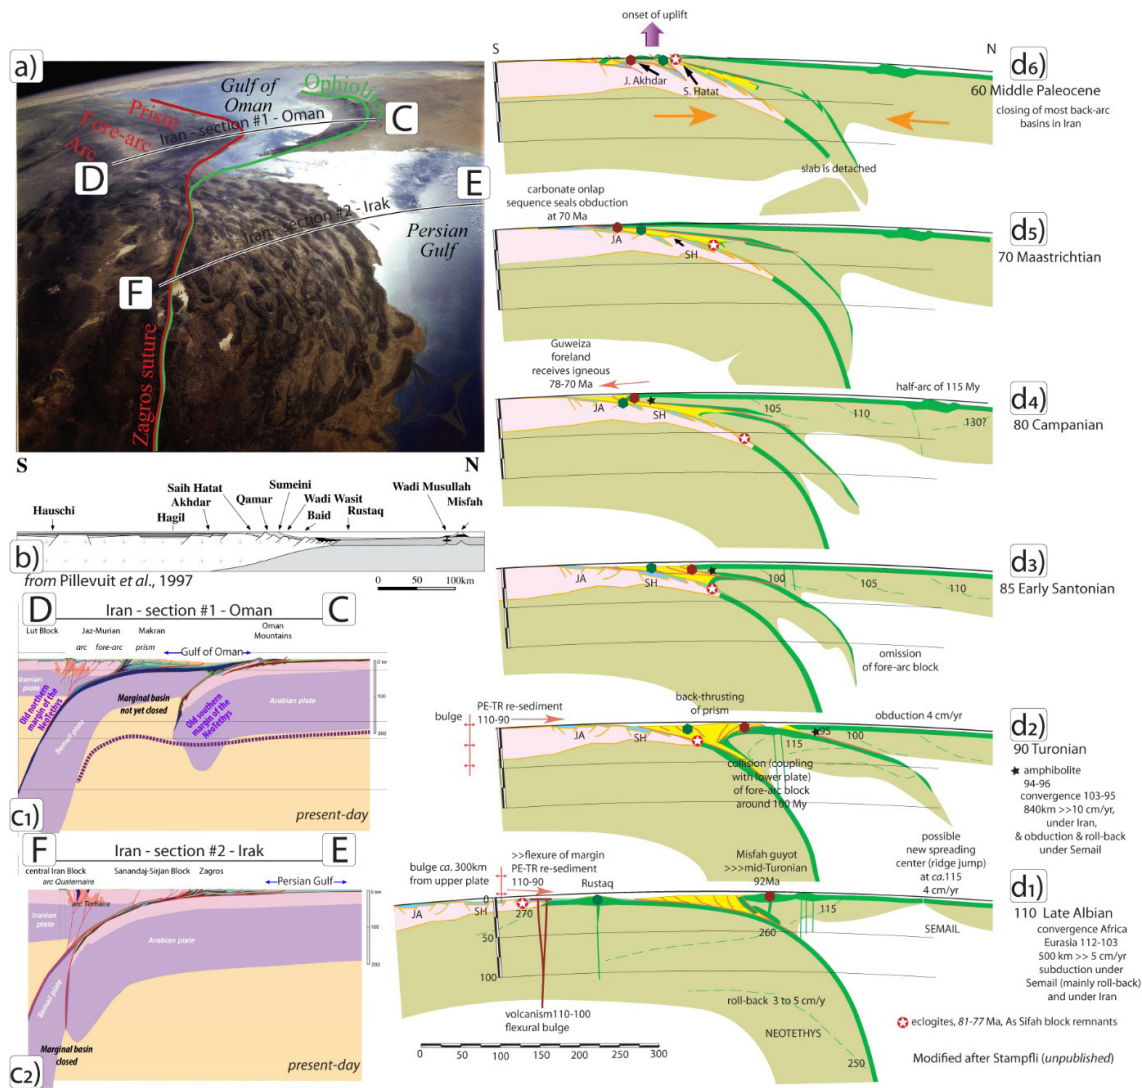 a)
Gulf of
Oman
Ophiolite
Prism
Fore-arc
Arc
Iran - section #1 - Oman
C
D
E
Iran - section #2 - Irak
Persian
Gulf
F
Zagros suture
S
N
Saih Hatat
Sumeini
Wadi Musullah
Akhdar
Qamar
Wadi Wasit
Misfah
Hauschi
Hagil
Baid
Rustaq
b)
from Pillevuit et al., 1997
0 50 100km
D
Iran - section #1 - Oman
C
Lut Block
Jaz-Murian
Makran
Oman
Mountains
arc
fore-arc
prism
Gulf of Oman
0 km
Iranian plate
100
Old northern
margin of the
NeoTethys
Marginal basin
not yet closed
Old southern
margin of the
NeoTethys
Arabian plate
Semail plate
200
c1)
present-day
F
Iran - section #2 - Irak
E
central Iran Block
Sanandaj-Sirjan Block
Zagros
arc Quaternaire
Persian Gulf
0 km
arc Tertiaire
Iranian plate
100
Arabian plate
200
Semail plate
Marginal basin
closed
present-day
c2)
onset of uplift
S
N
d6)
J. Akhdar
S. Hatat
60 Middle Paleocene
closing of most back-arc
basins in Iran
slab is detached
carbonate onlap
sequence seals obduction
at 70 Ma
d5)
JA
SH
70 Maastrichtian
Guweiza
foreland
receives igneous
78-70 Ma
half-arc of 115 My
d4)
JA
SH
105
110
130?
80 Campanian
d3)
JA
SH
100
105
110
85 Early Santonian
omission
of fore-arc block
back-thrusting
of prism
bulge
PE-TR re-sediment
110-90
obduction 4 cm/yr
d2)
JA
SH
95
100
115
90 Turonian
collision (coupling
with lower plate)
of fore-arc block
around 100 My
amphibolite
94-96
convergence 103-95
840km >>10 cm/yr,
under Iran,
& obduction & roll-back
under Semail
possible
new spreading
center (ridge jump)
at ca.115
4 cm/yr
bulge ca. 300km
from upper plate
>>flexure of margin
PE-TR re-sediment
110-90
Misfah guyot
>>>mid-Turonian
92Ma
Rustaq
d1)
0
JA
SH
270
115
50
260
SEMAIL
100
110 Late Albian
convergence Africa
Eurasia 112-103
500 km >> 5 cm/yr
subduction under
Semail (mainly roll-back)
and under Iran
roll-back 3 to 5 cm/y
volcanism110-100
flexural bulge
NEOTETHYS
250
eclogites, 81-77 Ma, As Sifah block remnants
0 50 100 150 200 250 300
Modified after Stampfli (unpublished)